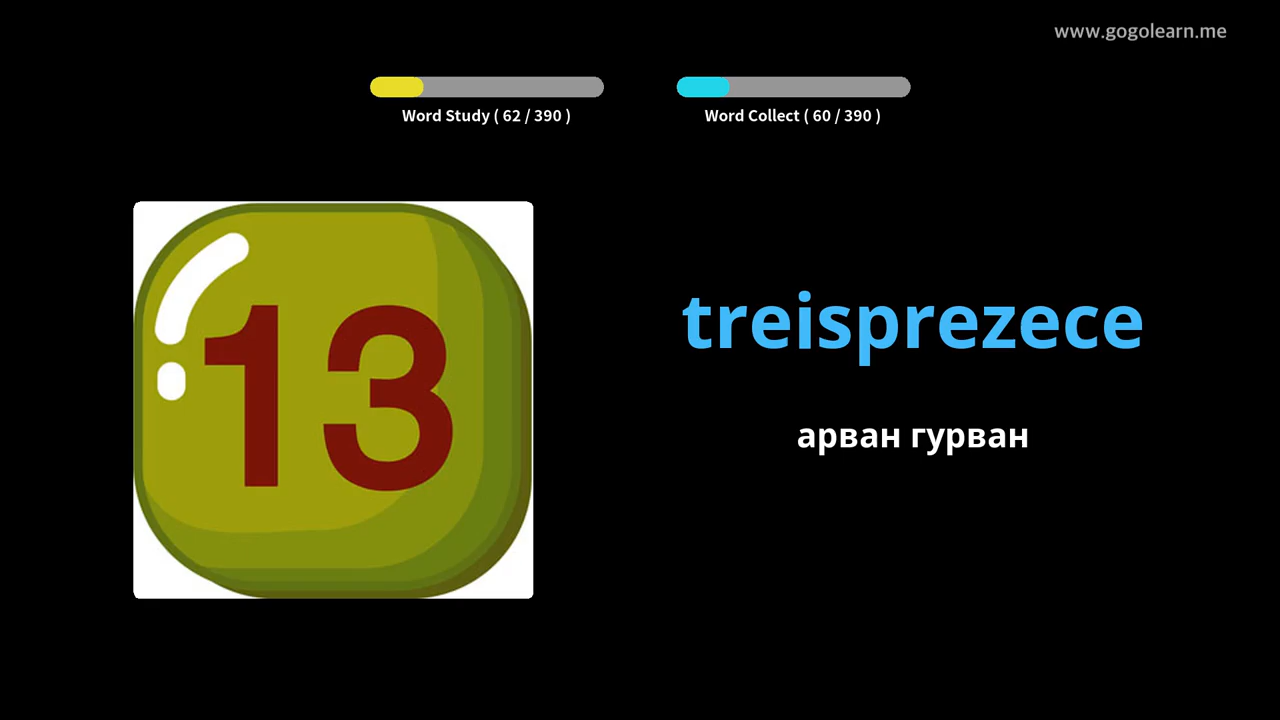 www.gogolearn.me
Word Study ( 62 / 390 )
Word Collect ( 60 / 390 )
13
treisprezece
арван гурван